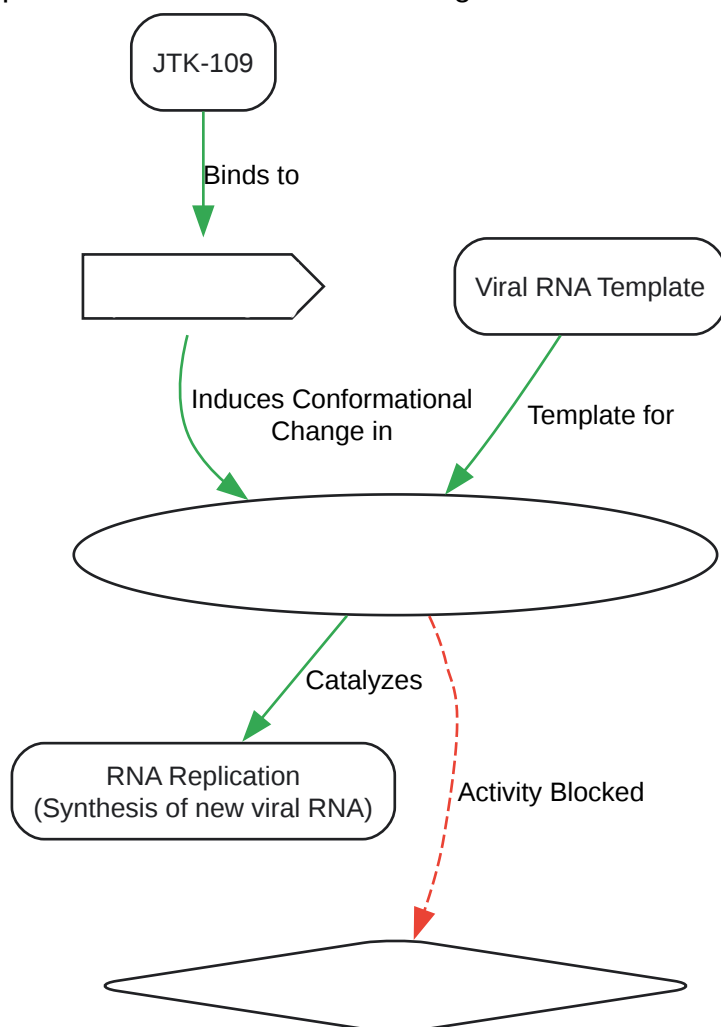 JTK-109
Binds to
Viral RNA Template
Induces Conformational
Change in
Template for
Catalyzes
RNA Replication
(Synthesis of new viral RNA)
Activity Blocked